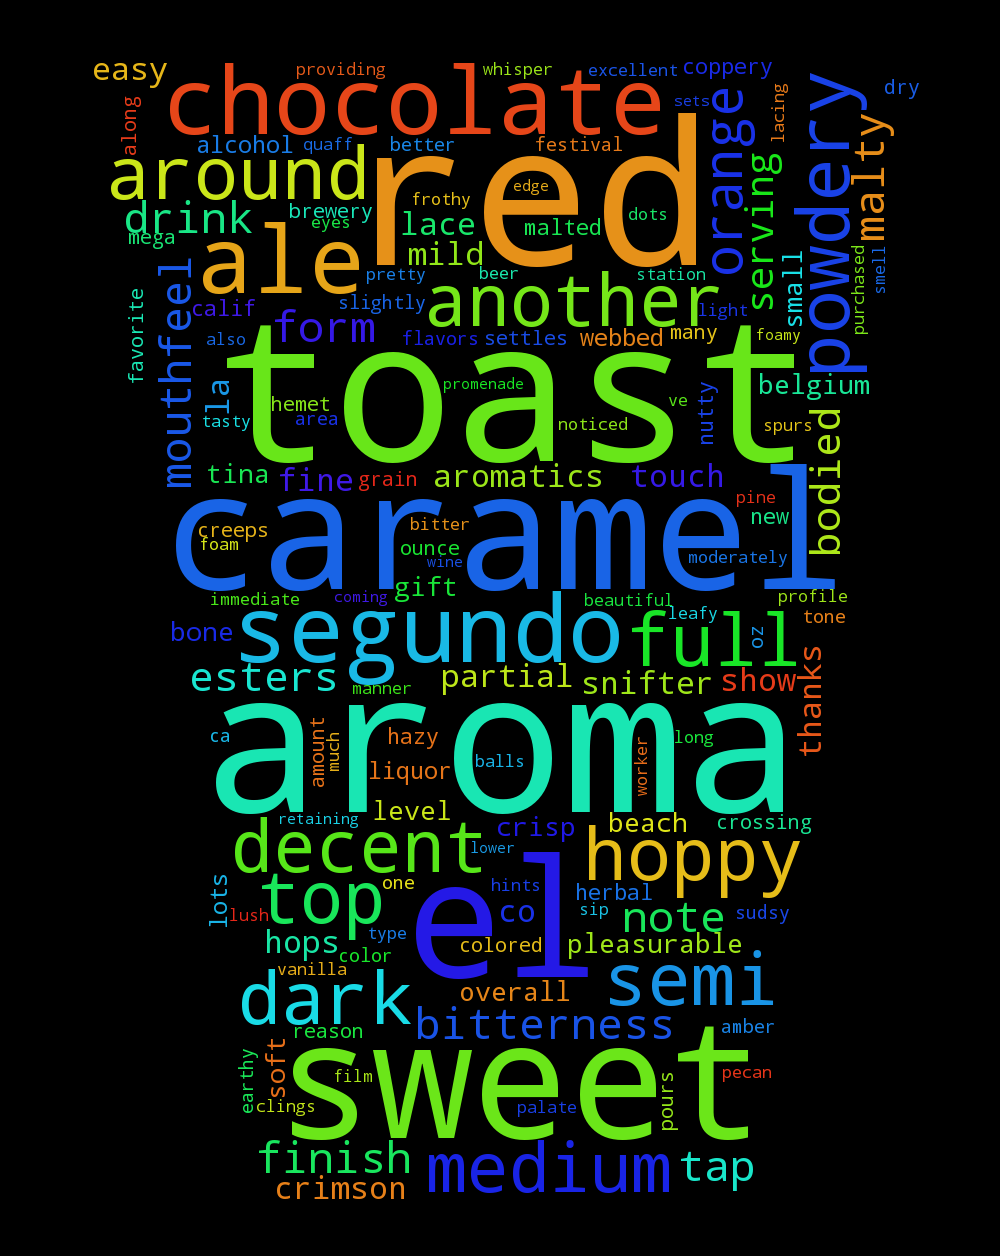 easy
providing
whisper
excellent
coppery
dry
chocolate
sets
lacing
along
alcohol
quaff
better
festival
orange
powdery
malty
around
red
edge
frothy
drink
mega
brewery
eyes
lace
malted
dots
serving
ale
mild
pretty
beer
station
small
purchased
smell
mouthfeel
favorite
calif
slightly
another
light
also
form
flavors
settles
webbed
many
foamy
toast
la
hemet
area
promenade
ve
belgium
tasty
noticed
nutty
spurs
bodied
tina
fine
grain
aromatics
touch
caramel
pine
new
creeps
foam
bitter
ounce
wine
moderately
gift
immediate
coming
beautiful
profile
bone
segundo
full
leafy
oz
tone
esters
manner
partial
snifter
show
thanks
aroma
ca
amount
much
hazy
liquor
balls
worker
long
retaining
level
crisp
beach
crossing
decent
lower
hoppy
lots
lush
top
one
el
hints
co
herbal
sip
note
sudsy
hops
color
type
colored
pleasurable
vanilla
dark
overall
semi
reason
bitterness
amber
earthy
soft
sweet
film
pecan
clings
palate
pours
finish
medium
tap
crimson